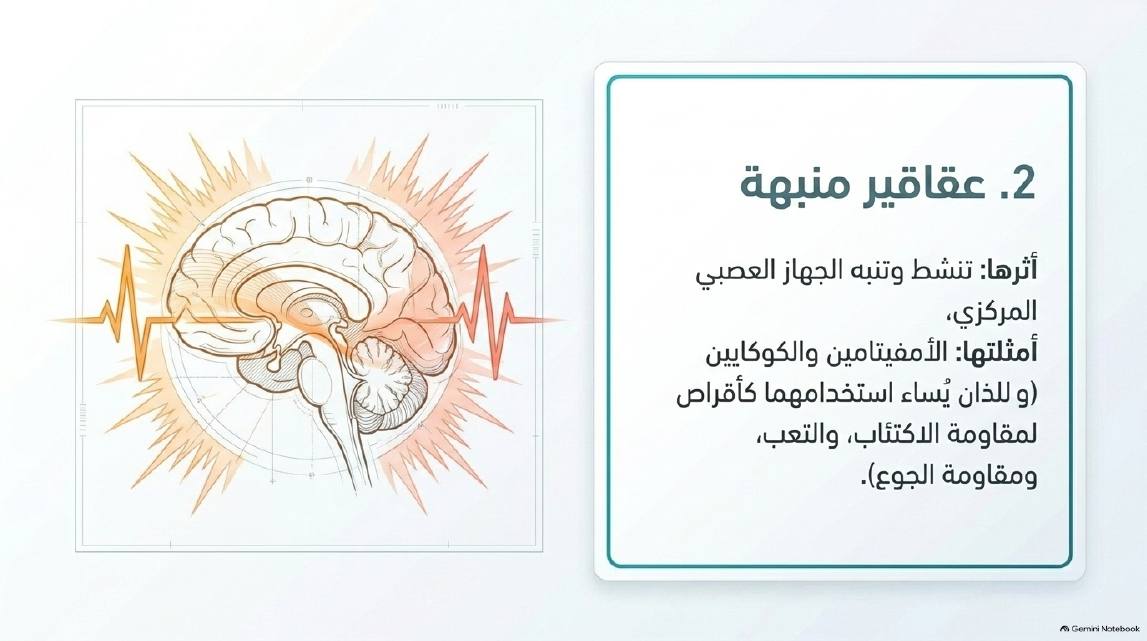 2. عقاقير منبهة
أثرها: تنشط وتنبه الجهاز العصبي
المركزي،
أمثلتها: الأمفيتامين والكوكايين
(و للذان يُساء استخدامهما كأقراص
لمقاومة الاكتئاب، والتعب،
ومقاومة الجوع).
Gemini Notebook